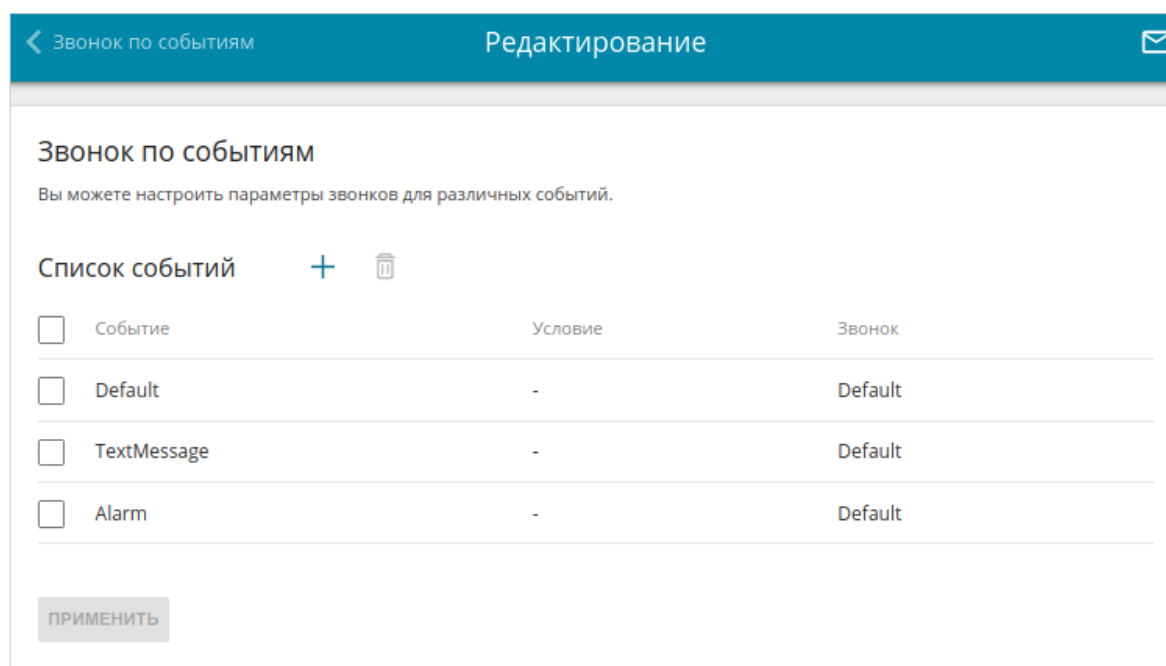 Звонок по событиям Редактирование
Звонок по событиям
Вы можете настроить параметры звонков для различных событий.
Список событий
Событие Условие Звонок
Default - Default
TextMessage - Default
Alarm - Default
ПРИМЕНИТЬ